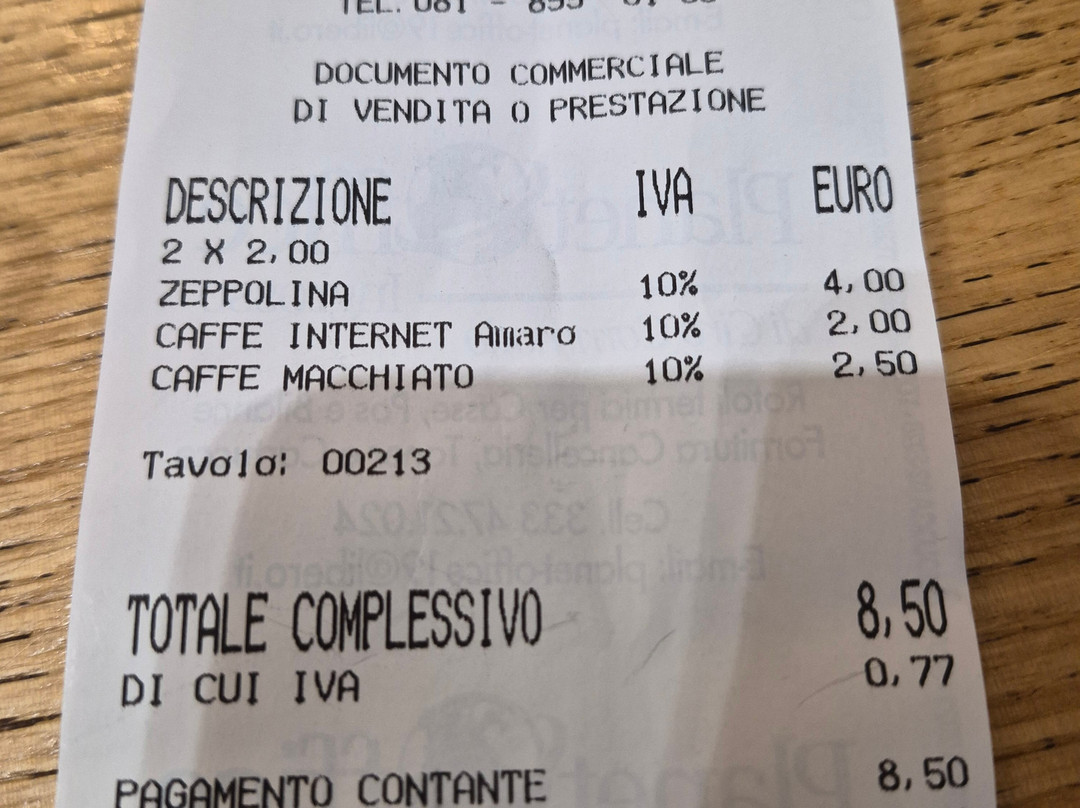 TEL. 081 -
DOCUMENTO COMMERCIALE
DI VENDITA O PRESTAZIONE
DESCRIZIONE IVA EURO
2 X 2,00
ZEPPOLINA 10% 4,00
CAFFE INTERNET Amaro 10% 2,00
CAFFE MACCHIATO 10% 2,50
Tavolo: 00213
TOTALE COMPLESSIVO 8,50
DI CUI IVA 0,77
PAGAMENTO CONTANTE 8,50